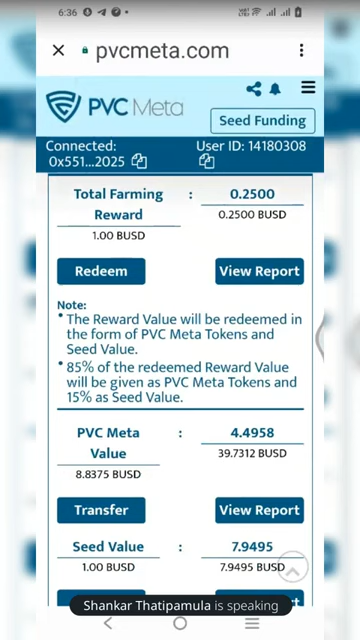 6:36
pvcmeta.com
PVC Meta
Seed Funding
Connected:
0x551...2025
User ID: 14180308
Total Farming
Reward
:
0.2500
1.00 BUSD
0.2500 BUSD
Redeem
View Report
Note:
• The Reward Value will be redeemed in
the form of PVC Meta Tokens and
Seed Value.
• 85% of the redeemed Reward Value
will be given as PVC Meta Tokens and
15% as Seed Value.
PVC Meta
Value
:
4.4958
8.8375 BUSD
39.7312 BUSD
Transfer
View Report
Seed Value
:
7.9495
1.00 BUSD
7.9495 BUSD
Shankar Thatipamula is speaking